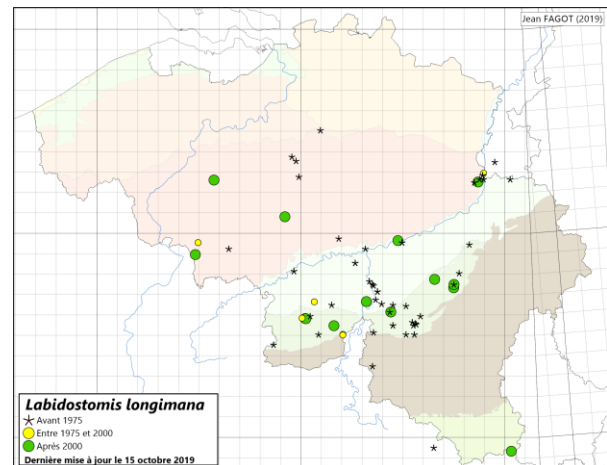 Jean FAGOT (2019)
Labidostomis longimana
Avant 1975
Entre 1975 et 2000
Après 2000
Dernière mise à jour le 15 octobre 2019